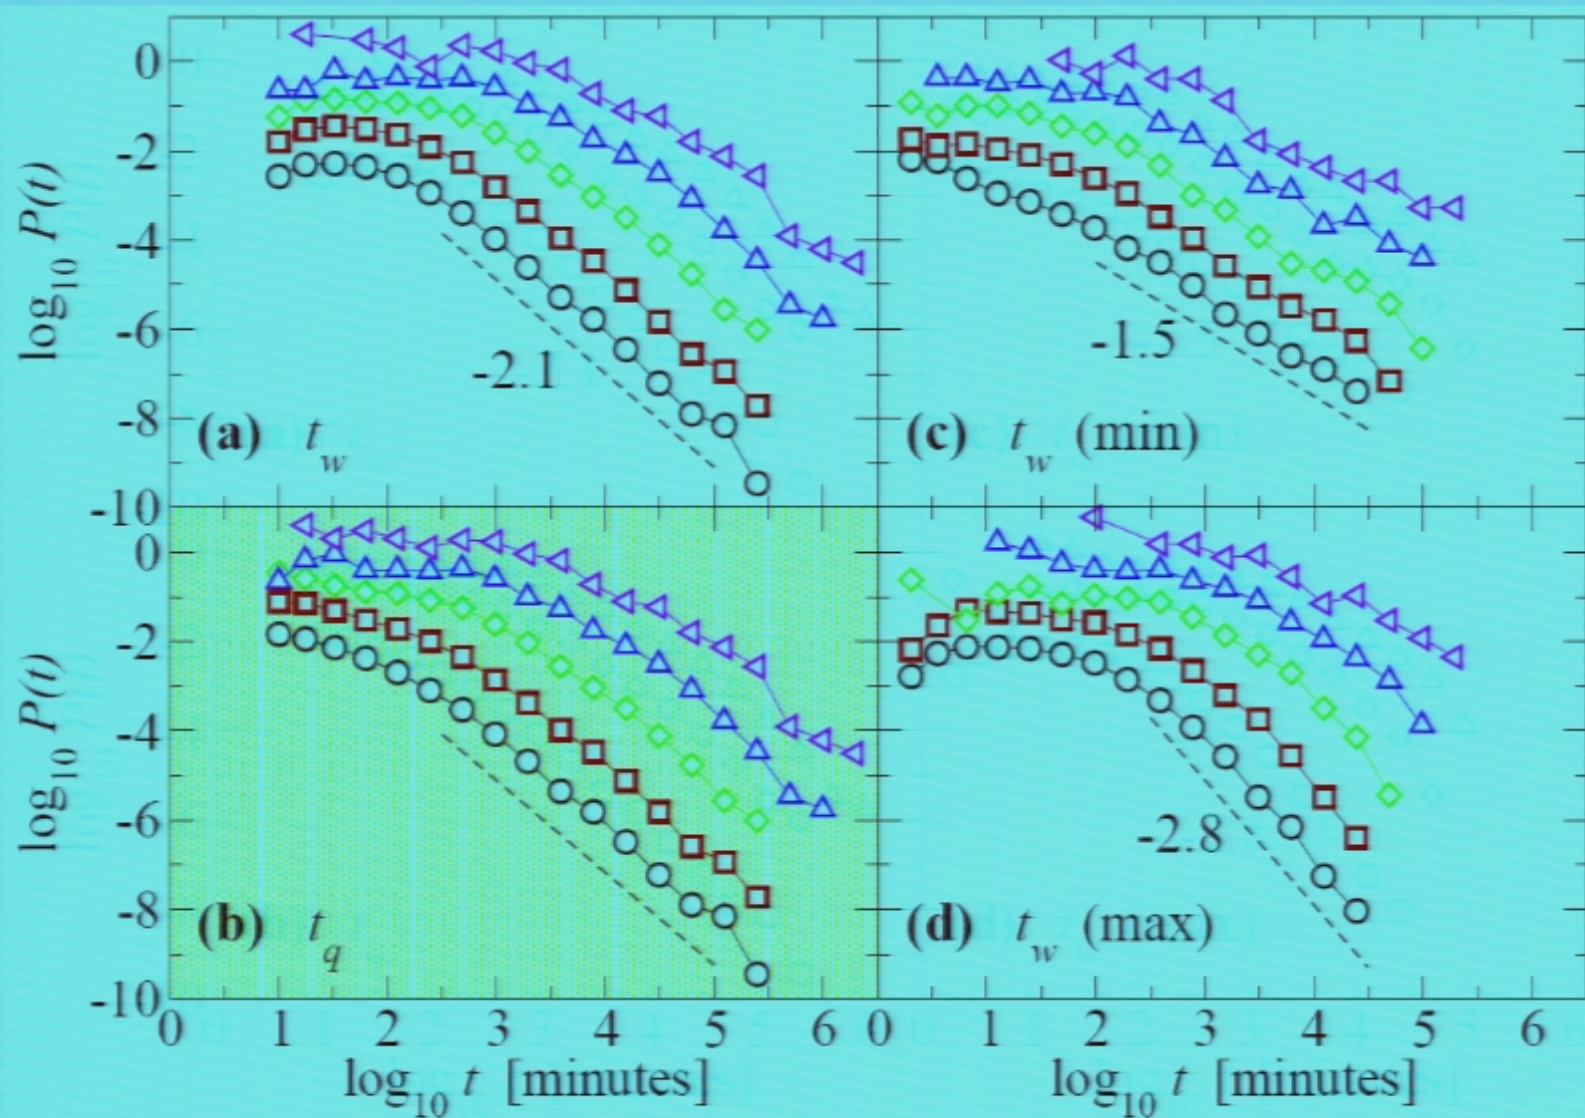 0
-2
-4
-6
-8
-10
log10 P(t)
-2.1
(a) tw
-1.5
(c) tw (min)
0
-2
-4
-6
-8
-10
log10 P(t)
(b) tq
-2.8
(d) tw (max)
0 1 2 3 4 5 6 0 1 2 3 4 5 6
log10 t [minutes] log10 t [minutes]